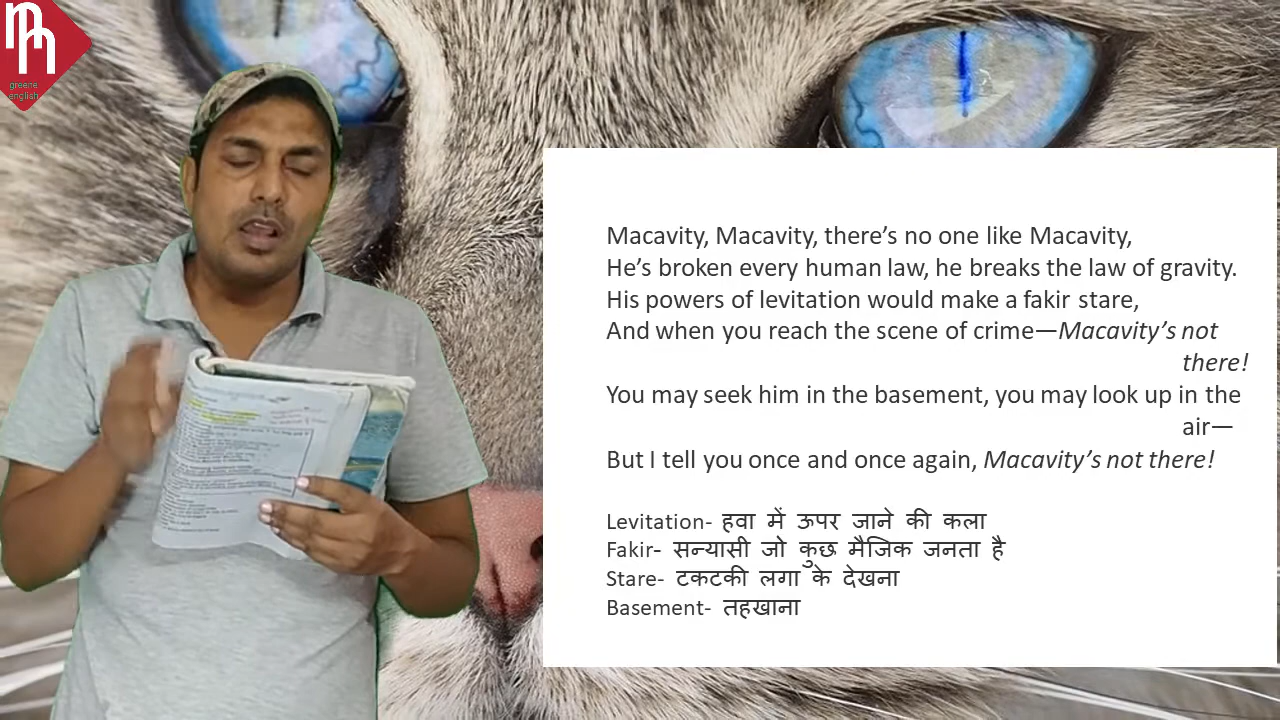 greene
english
Macavity, Macavity, there’s no one like Macavity,
He’s broken every human law, he breaks the law of gravity.
His powers of levitation would make a fakir stare,
And when you reach the scene of crime—Macavity’s not
there!
You may seek him in the basement, you may look up in the
air—
But I tell you once and once again, Macavity’s not there!
Levitation- हवा में ऊपर जाने की कला
Fakir- सन्यासी जो कुछ मैजिक जनता है
Stare- टकटकी लगा के देखना
Basement- तहखाना